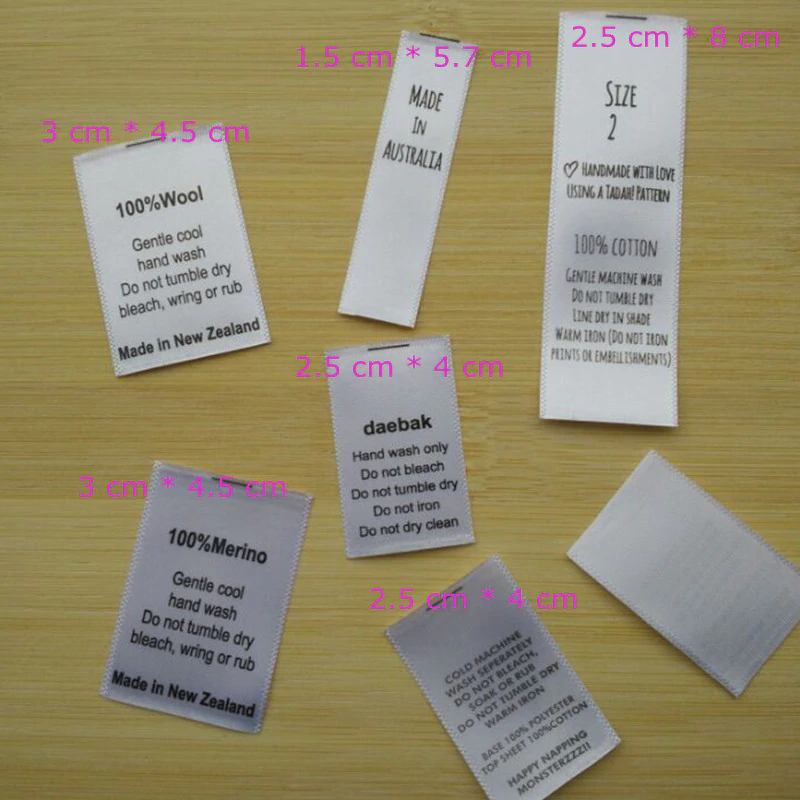 3 cm * 4.5 cm
100%Wool
Gentle cool
hand wash
Do not tumble dry
bleach, wring or rub
Made in New Zealand
1.5 cm * 5.7 cm
MADE
IN
AUSTRALIA
2.5 cm * 8 cm
SIZE
2
♡ HANDMADE WITH LOVE
USING A TADAH! PATTERN
100% COTTON
GENTLE MACHINE WASH
DO NOT TUMBLE DRY
LINE DRY IN SHADE
WARM IRON (DO NOT IRON
PRINTS OR EMBELLISHMENTS)
2.5 cm * 4 cm
daebak
Hand wash only
Do not bleach
Do not tumble dry
Do not iron
Do not dry clean
3 cm * 4.5 cm
100%Merino
Gentle cool
hand wash
Do not tumble dry
bleach, wring or rub
Made in New Zealand
2.5 cm * 4 cm
COLD MACHINE
WASH SEPERATELY
DO NOT BLEACH,
SOAK OR RUB
DO NOT TUMBLE DRY
WARM IRON
BASE 100% POLYESTER
TOP SHEET 100%COTTON
HAPPY NAPPING
MONSTERZZZ!!